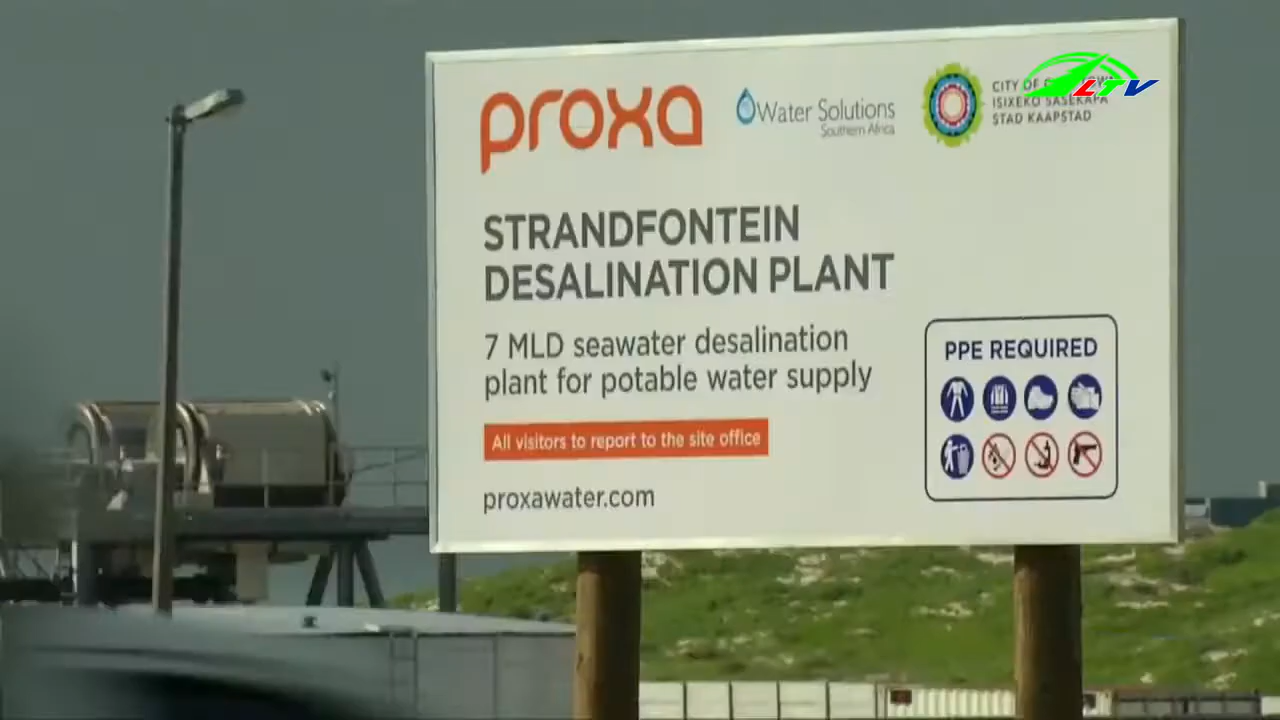 proxa
Water Solutions
Southern Africa
CITY OF
ISIXEKO SASEKAPA
STAD KAAPSTAD
LTV
STRANDFONTEIN
DESALINATION PLANT
7 MLD seawater desalination
plant for potable water supply
All visitors to report to the site office
proxawater.com
PPE REQUIRED